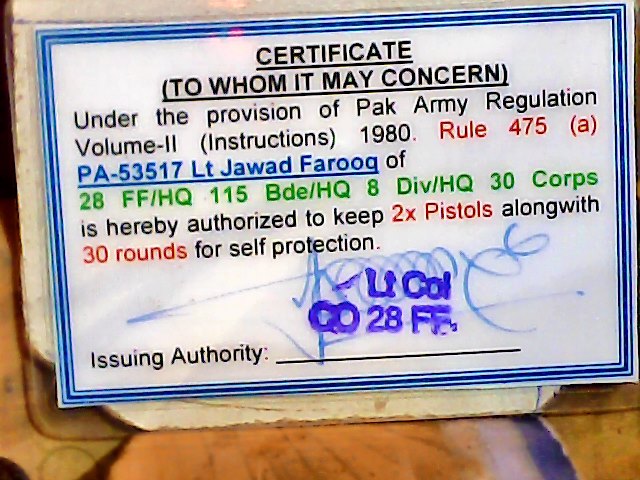 CERTIFICATE
(TO WHOM IT MAY CONCERN)
Under the provision of Pak Army Regulation
Volume-II (Instructions) 1980. Rule 475 (a)
PA-53517 Lt Jawad Farooq of
28 FF/HQ 115 Bde/HQ 8 Div/HQ 30 Corps
is hereby authorized to keep 2x Pistols alongwith
30 rounds for self protection.
Lt Col
CO 28 FF.
Issuing Authority: